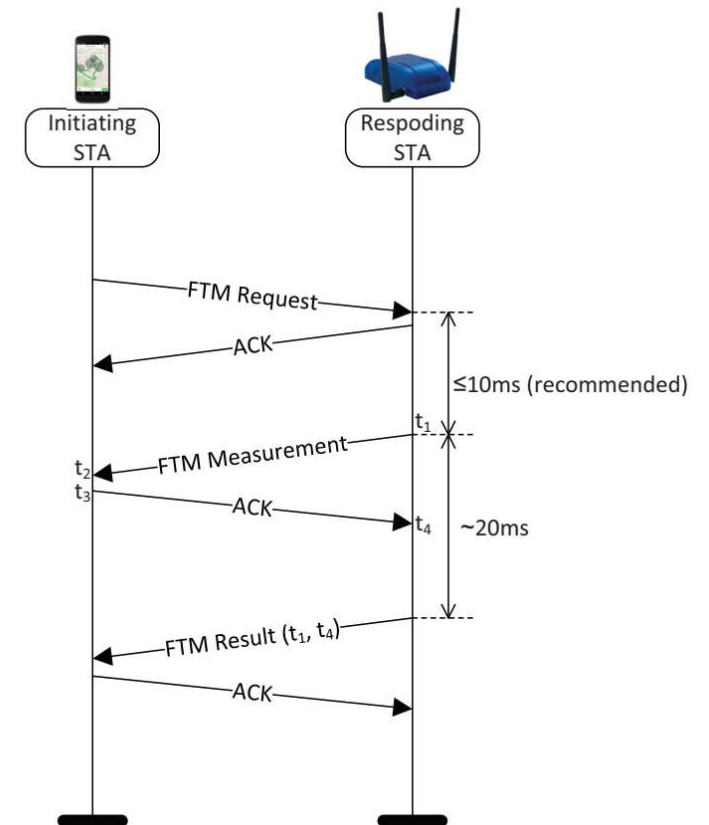 Initiating
STA
Respoding
STA
FTM Request
ACK
≤10ms (recommended)
t₁
FTM Measurement
t₂
t₃
ACK
t₄
~20ms
FTM Result (t₁, t₄)
ACK